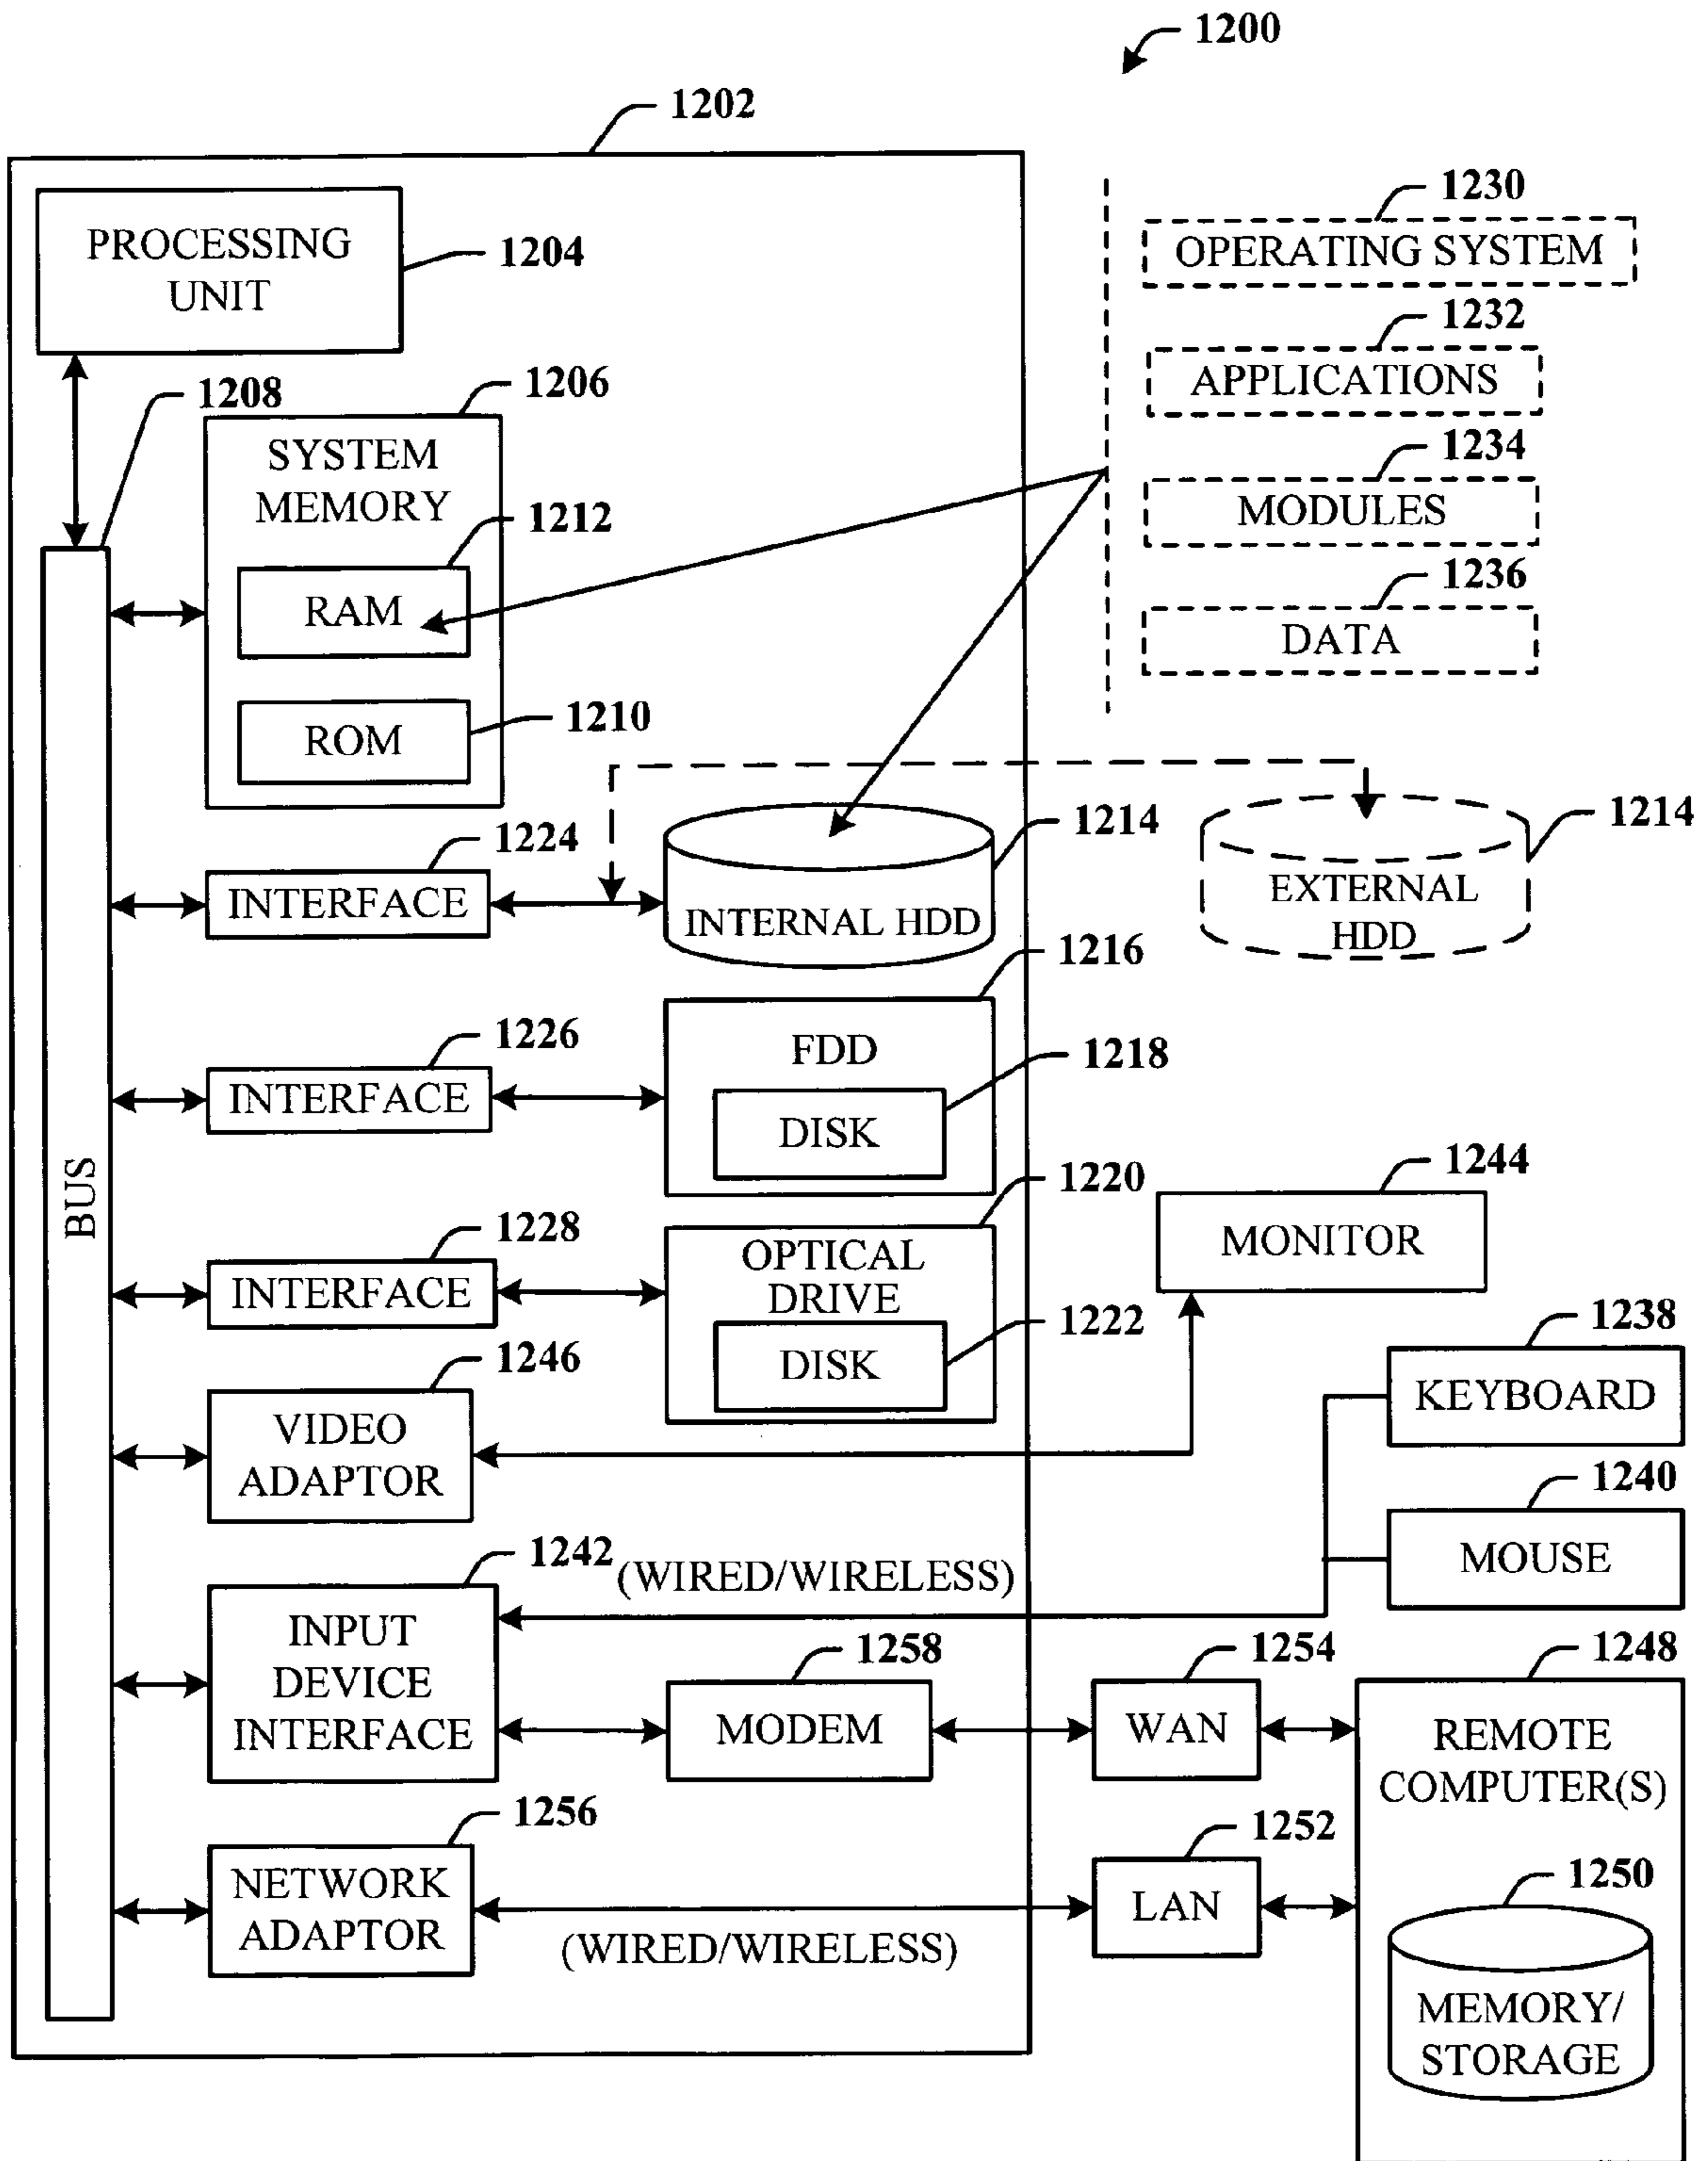 1200
1202
PROCESSING
UNIT
1204
1230
OPERATING SYSTEM
1232
APPLICATIONS
1234
MODULES
1236
DATA
1208
1206
SYSTEM
MEMORY
1212
RAM
1210
ROM
1224
INTERFACE
1214
INTERNAL HDD
1214
EXTERNAL
HDD
1216
FDD
1226
INTERFACE
1218
DISK
BUS
1220
OPTICAL
DRIVE
1228
INTERFACE
1222
DISK
1244
MONITOR
1238
KEYBOARD
1246
VIDEO
ADAPTOR
1240
MOUSE
1242
(WIRED/WIRELESS)
INPUT
DEVICE
INTERFACE
1258
MODEM
1254
WAN
1248
REMOTE
COMPUTER(S)
1256
NETWORK
ADAPTOR
(WIRED/WIRELESS)
1252
LAN
1250
MEMORY/
STORAGE